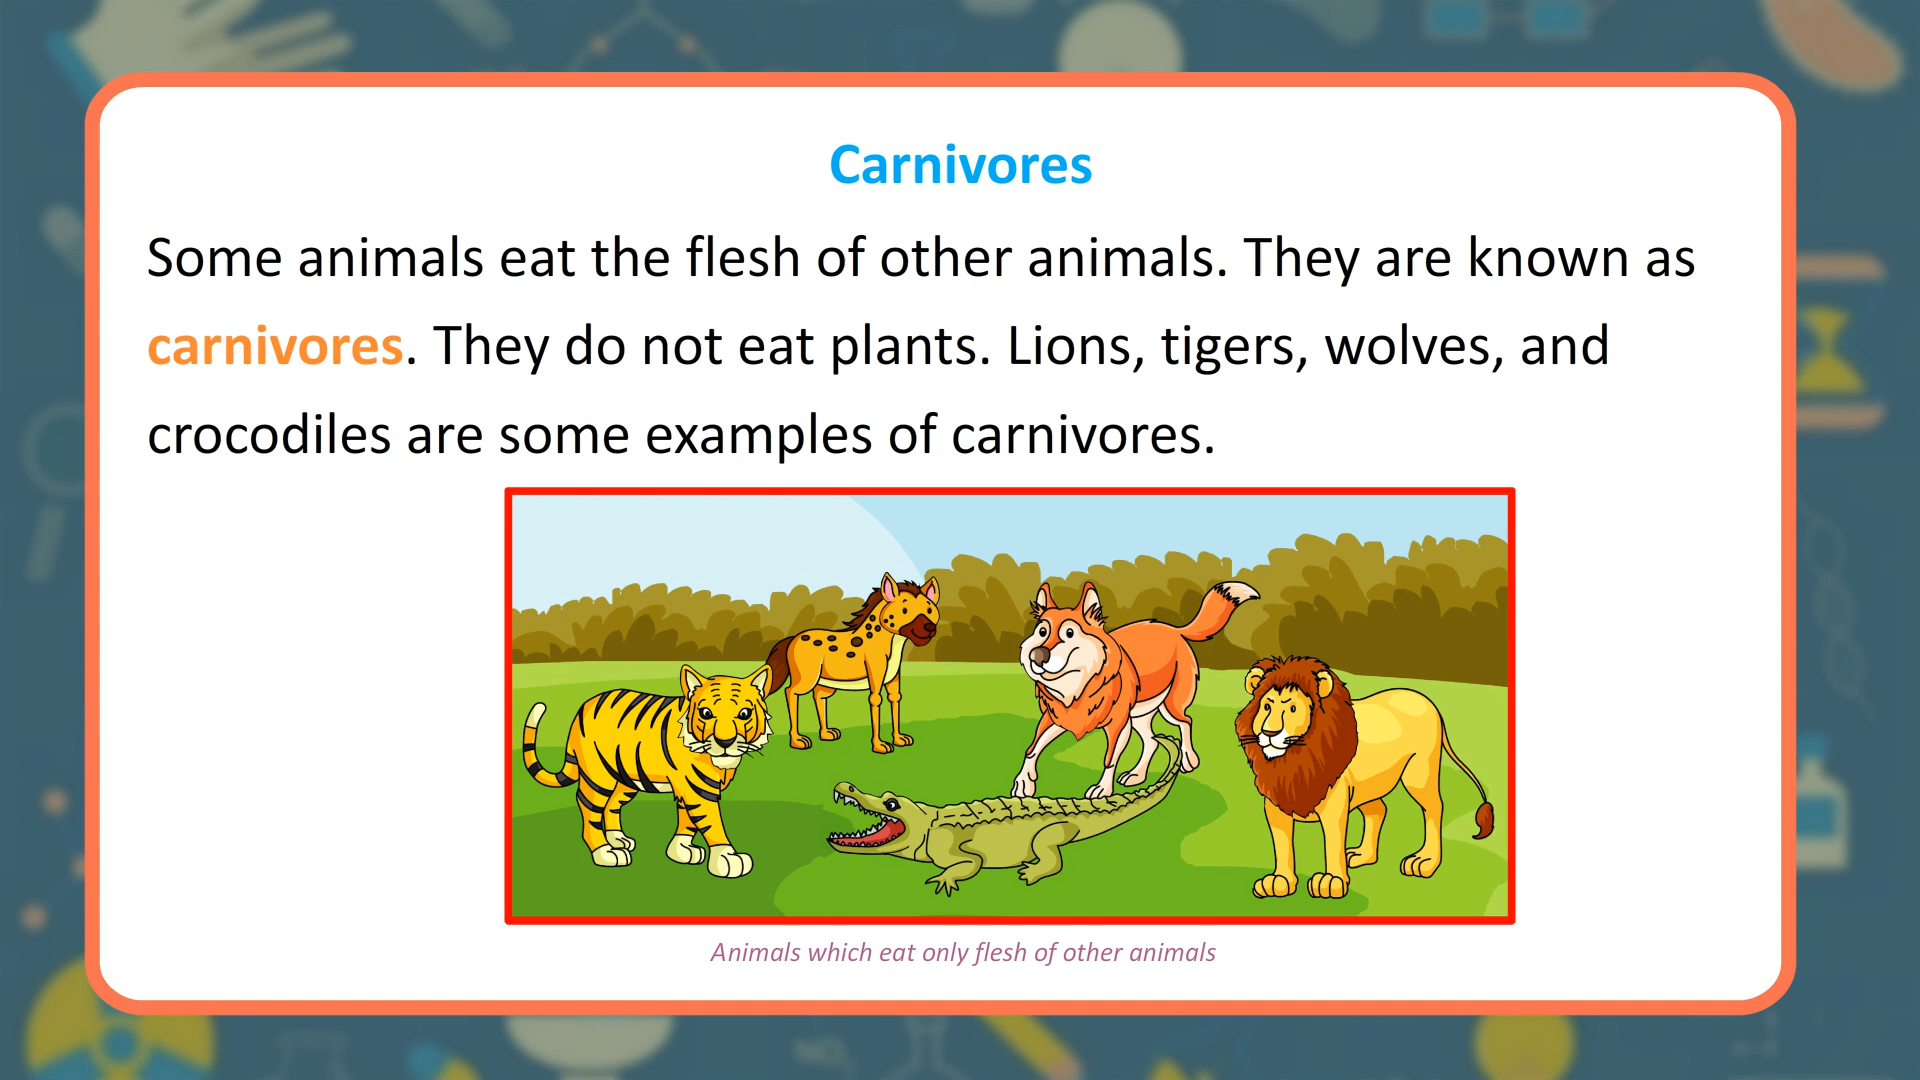 Carnivores
Some animals eat the flesh of other animals. They are known as
carnivores. They do not eat plants. Lions, tigers, wolves, and
crocodiles are some examples of carnivores.
Animals which eat only flesh of other animals
NO₂